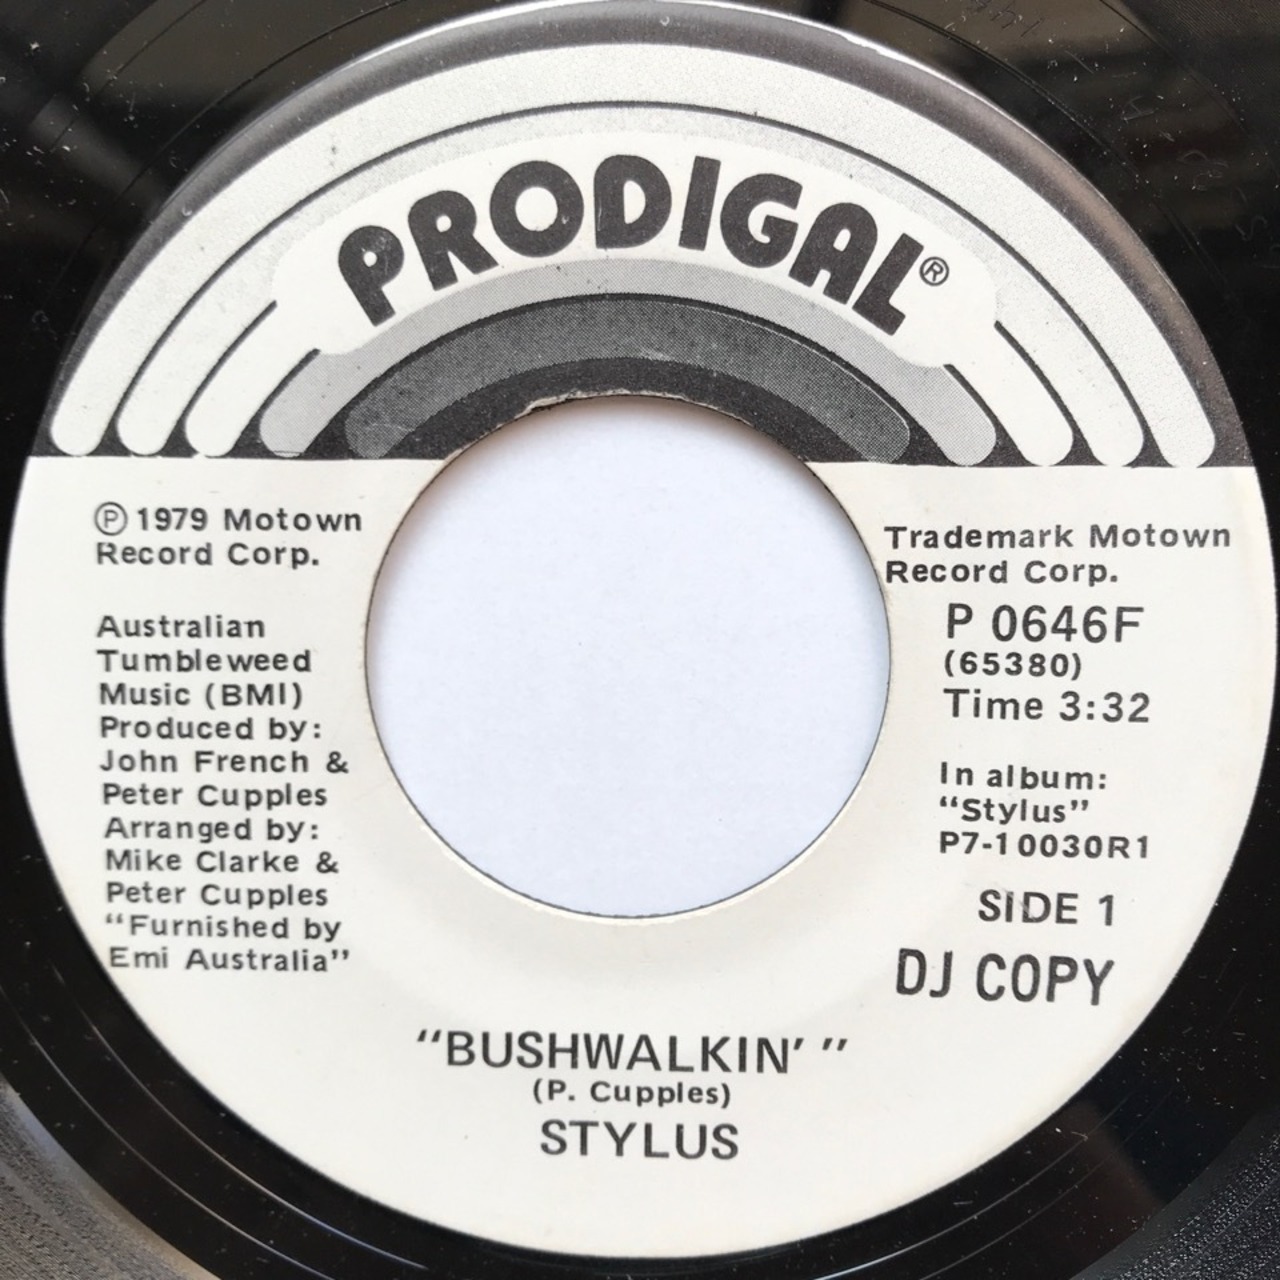 PRODIGAL®
℗ 1979 Motown
Record Corp.
Australian
Tumbleweed
Music (BMI)
Produced by:
John French &
Peter Cupples
Arranged by:
Mike Clarke &
Peter Cupples
“Furnished by
Emi Australia”
Trademark Motown
Record Corp.
P 0646F
(65380)
Time 3:32
In album:
“Stylus”
P7-10030R1
SIDE 1
DJ COPY
“BUSHWALKIN’ ”
(P. Cupples)
STYLUS